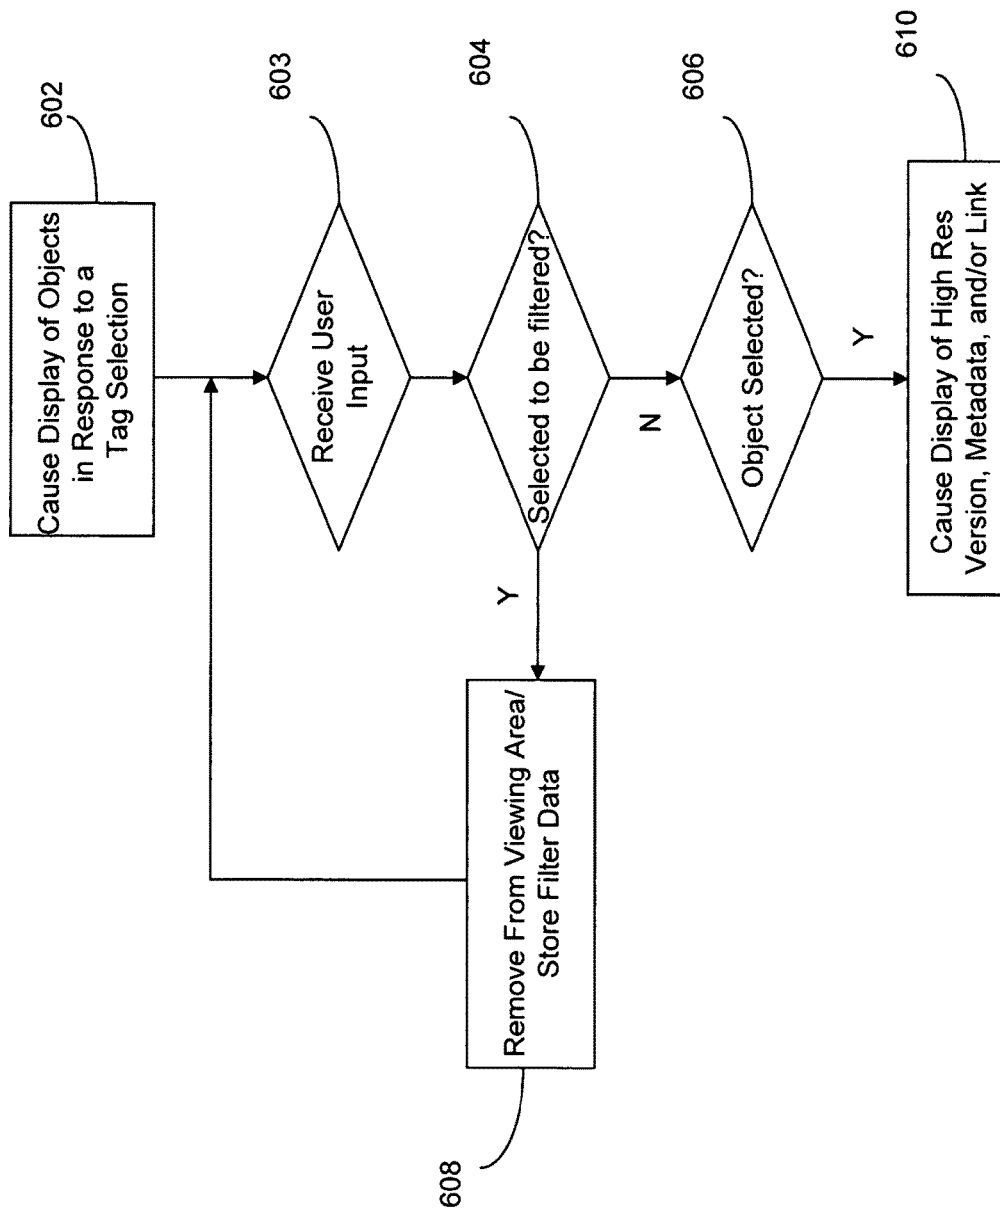 602
Cause Display of Objects
in Response to a
Tag Selection
603
Receive User
Input
604
Selected to be filtered?
Y
N
608
Remove From Viewing Area/
Store Filter Data
606
Object Selected?
Y
610
Cause Display of High Res
Version, Metadata, and/or Link